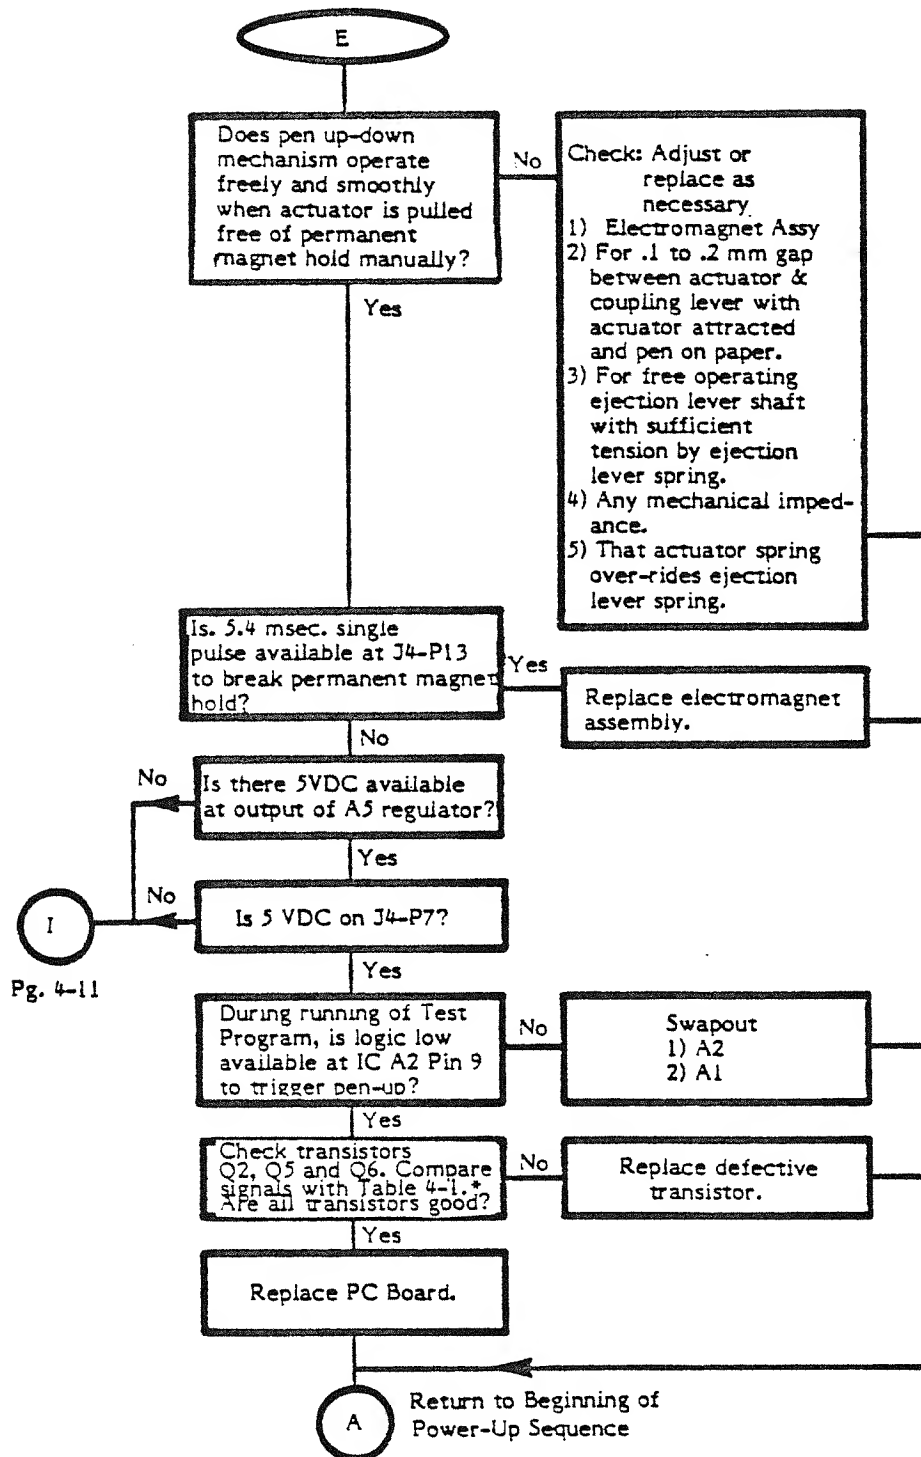 E
Does pen up-down
mechanism operate
freely and smoothly
when actuator is pulled
free of permanent
magnet hold manually?
No
Check: Adjust or
replace as
necessary
1) Electromagnet Assy
2) For .1 to .2 mm gap
between actuator &
coupling lever with
actuator attracted
and pen on paper.
3) For free operating
ejection lever shaft
with sufficient
tension by ejection
lever spring.
4) Any mechanical imped-
ance.
5) That actuator spring
over-rides ejection
lever spring.
Yes
Is. 5.4 msec. single
pulse available at J4-P13
to break permanent magnet
hold?
Yes
Replace electromagnet
assembly.
No
Is there 5VDC available
at output of A5 regulator?
No
Yes
Is 5 VDC on J4-P7?
No
I
Pg. 4-11
Yes
During running of Test
Program, is logic low
available at IC A2 Pin 9
to trigger pen-up?
No
Swapout
1) A2
2) A1
Yes
Check transistors
Q2, Q5 and Q6. Compare
signals with Table 4-1.*
Are all transistors good?
No
Replace defective
transistor.
Yes
Replace PC Board.
A
Return to Beginning of
Power-Up Sequence